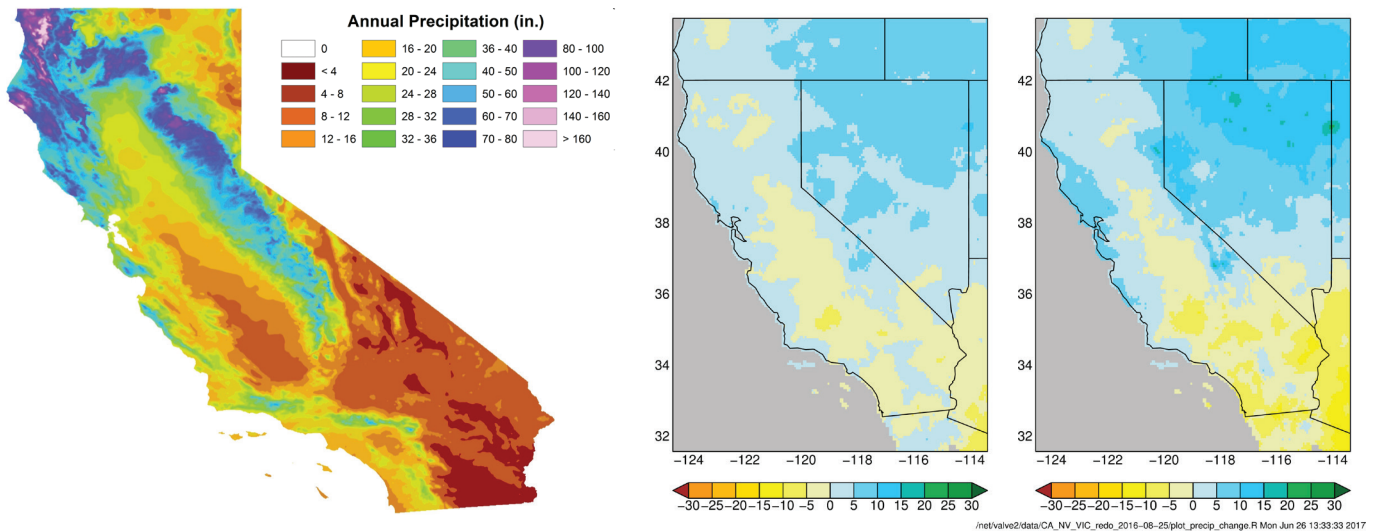 Annual Precipitation (in.)
0
16 - 20
36 - 40
80 - 100
< 4
20 - 24
40 - 50
100 - 120
4 - 8
24 - 28
50 - 60
120 - 140
8 - 12
28 - 32
60 - 70
140 - 160
12 - 16
32 - 36
70 - 80
> 160
42
40
38
36
34
32
−124 −122 −120 −118 −116 −114
−30 −25 −20 −15 −10 −5 0 5 10 15 20 25 30
42
40
38
36
34
32
−124 −122 −120 −118 −116 −114
−30 −25 −20 −15 −10 −5 0 5 10 15 20 25 30
/net/valve2/data/CA_NV_VIC_redo_2016−08−25/plot_precip_change.R Mon Jun 26 13:33:33 2017